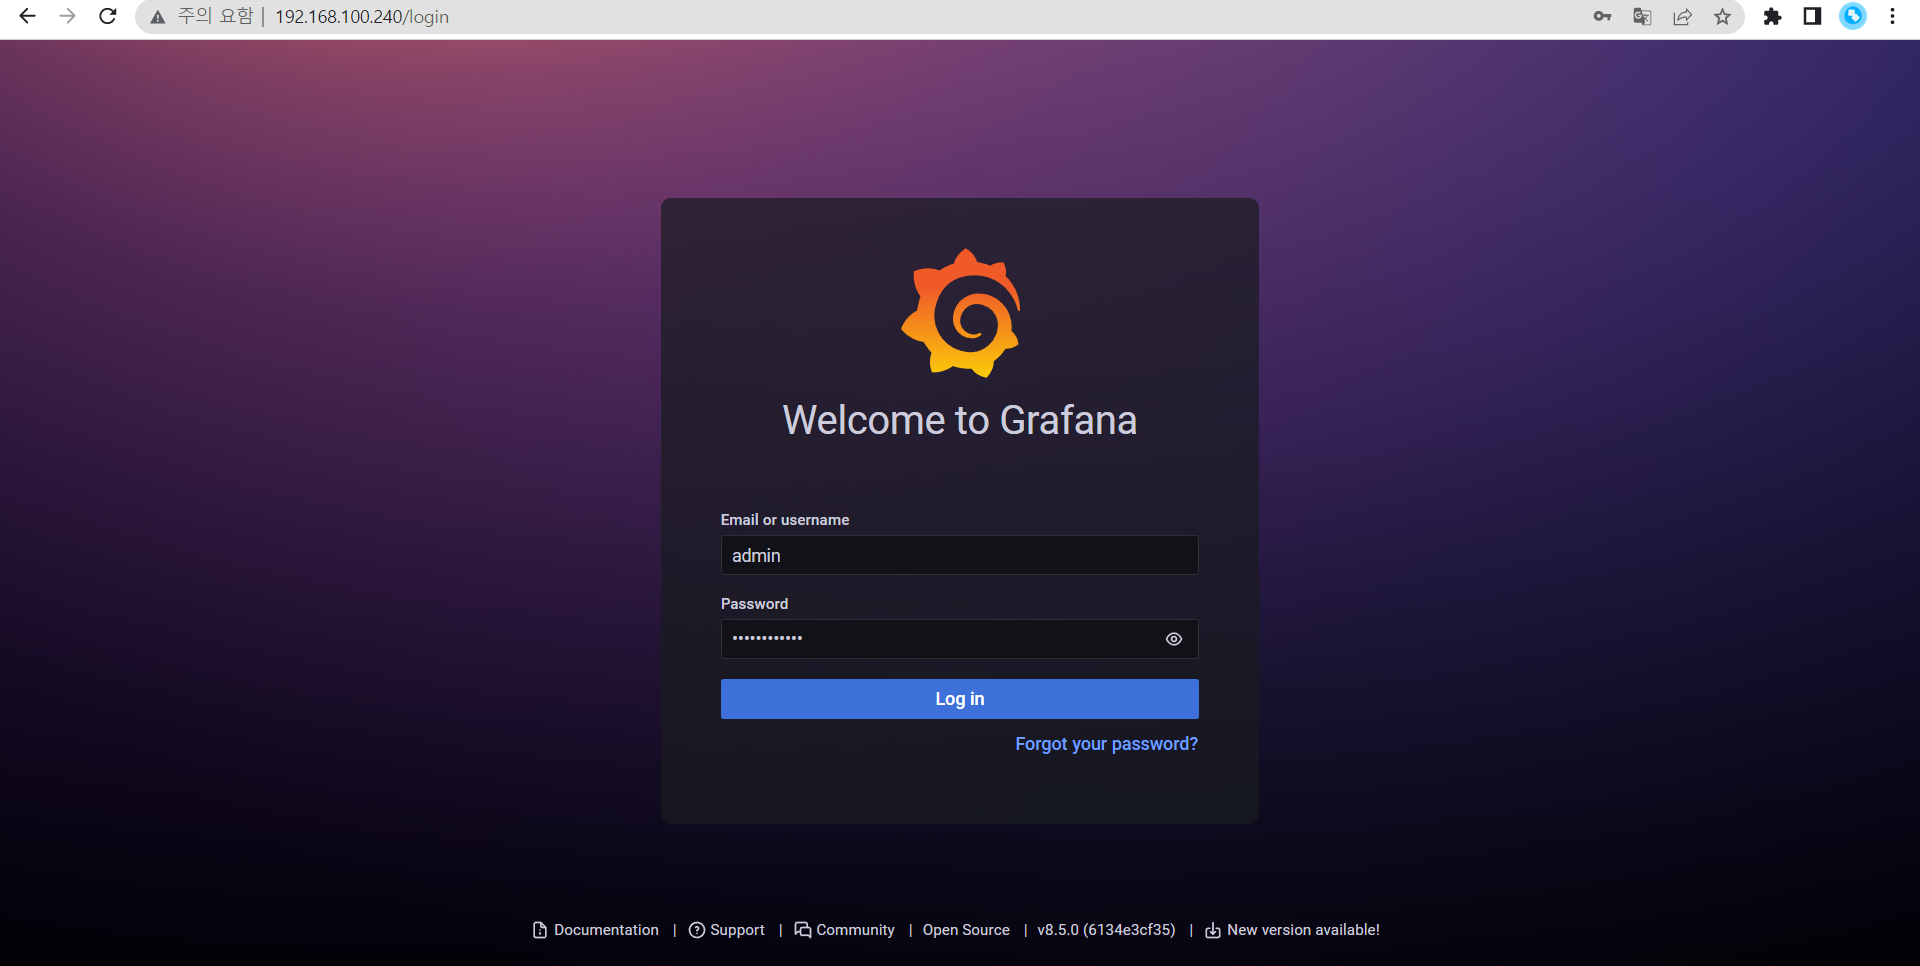 주의 요함 | 192.168.100.240/login
Welcome to Grafana
Email or username
admin
Password
••••••••••••
Log in
Forgot your password?
Documentation | Support | Community | Open Source | v8.5.0 (6134e3cf35) | New version available!